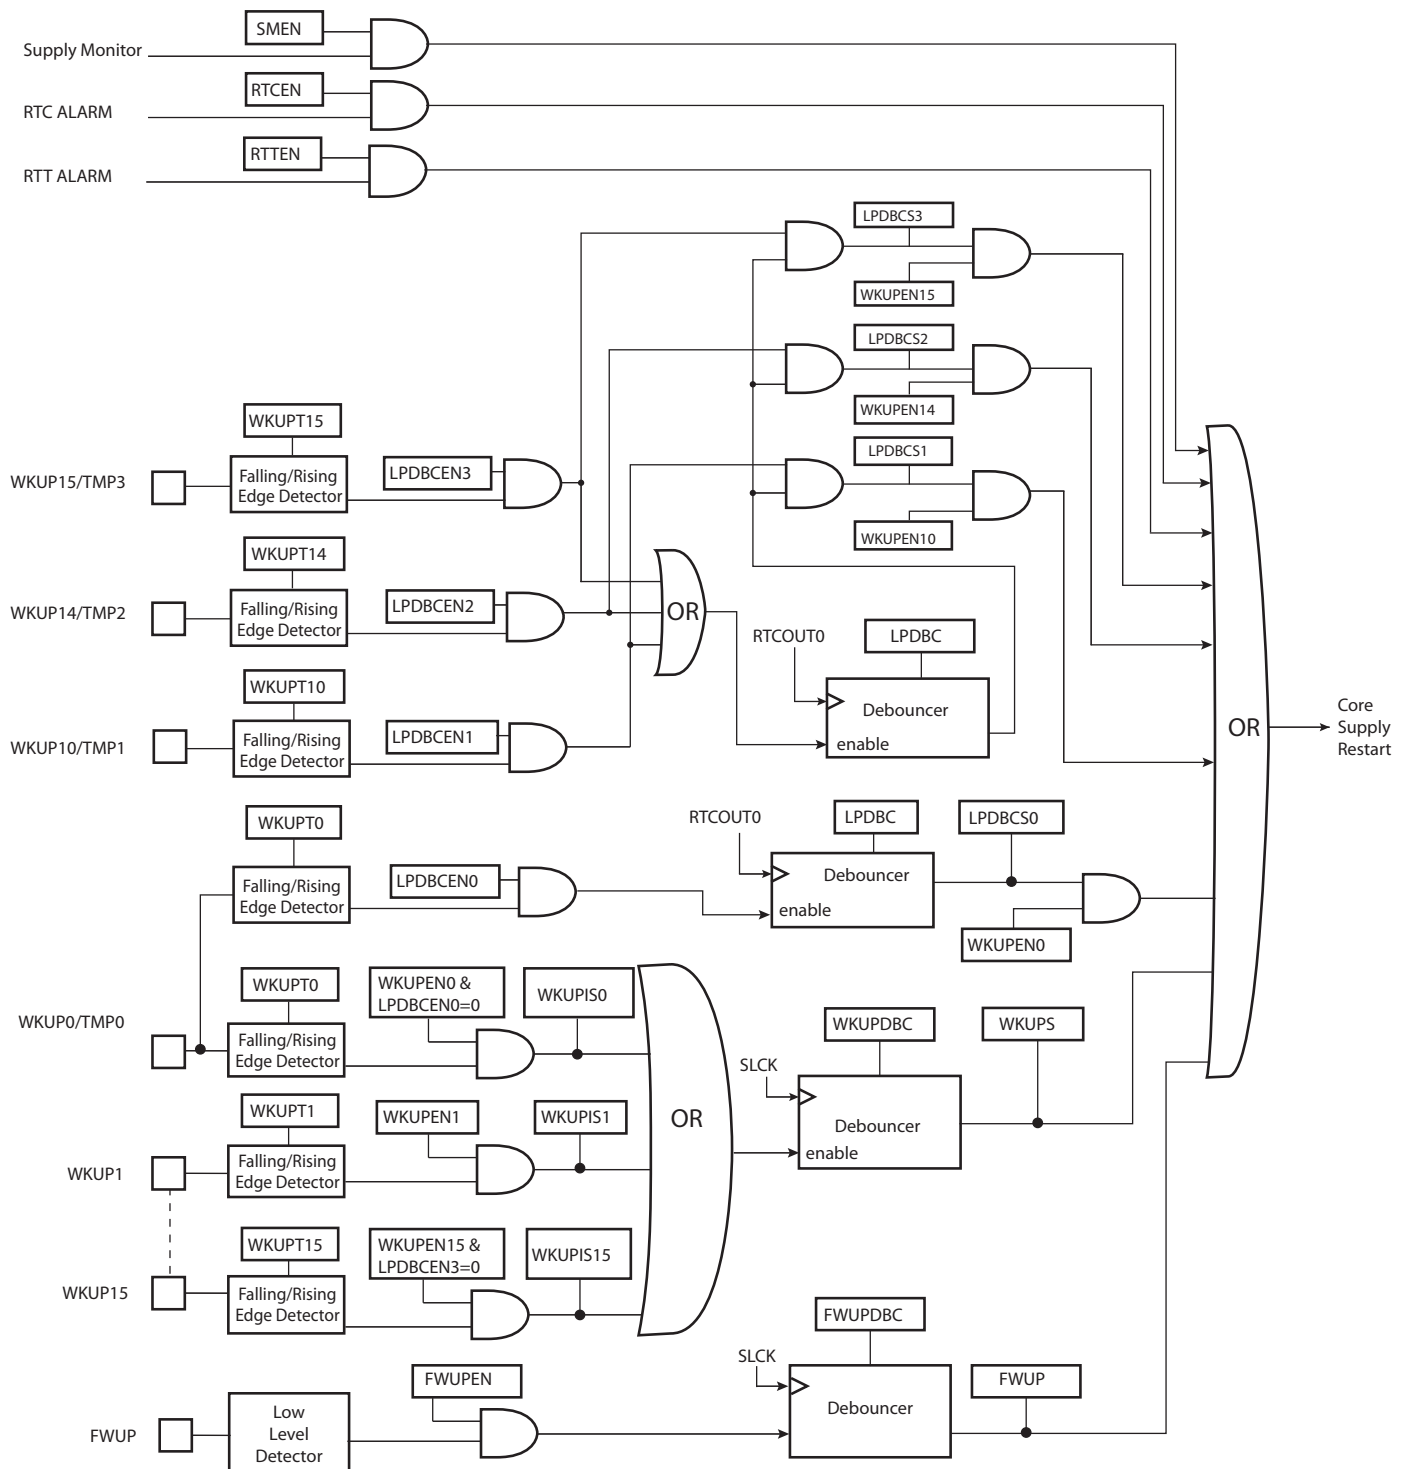 SMEN
Supply Monitor
RTCEN
RTC ALARM
RTTEN
RTT ALARM
LPDBCS3
WKUPEN15
LPDBCS2
WKUPEN14
LPDBCS1
WKUPEN10
WKUPT15
WKUP15/TMP3
Falling/Rising
Edge Detector
LPDBCEN3
WKUPT14
WKUP14/TMP2
Falling/Rising
Edge Detector
LPDBCEN2
OR
RTCOUT0
LPDBC
Debouncer
enable
WKUPT10
WKUP10/TMP1
Falling/Rising
Edge Detector
LPDBCEN1
OR
Core
Supply
Restart
WKUPT0
Falling/Rising
Edge Detector
LPDBCEN0
RTCOUT0
LPDBC
Debouncer
enable
LPDBCS0
WKUPEN0
WKUP0/TMP0
WKUPT0
Falling/Rising
Edge Detector
WKUPEN0 &
LPDBCEN0=0
WKUPIS0
OR
WKUPDBC
WKUPS
SLCK
Debouncer
enable
WKUP1
WKUPT1
Falling/Rising
Edge Detector
WKUPEN1
WKUPIS1
WKUP15
WKUPT15
Falling/Rising
Edge Detector
WKUPEN15 &
LPDBCEN3=0
WKUPIS15
FWUPDBC
SLCK
Debouncer
FWUP
FWUP
Low
Level
Detector
FWUPEN